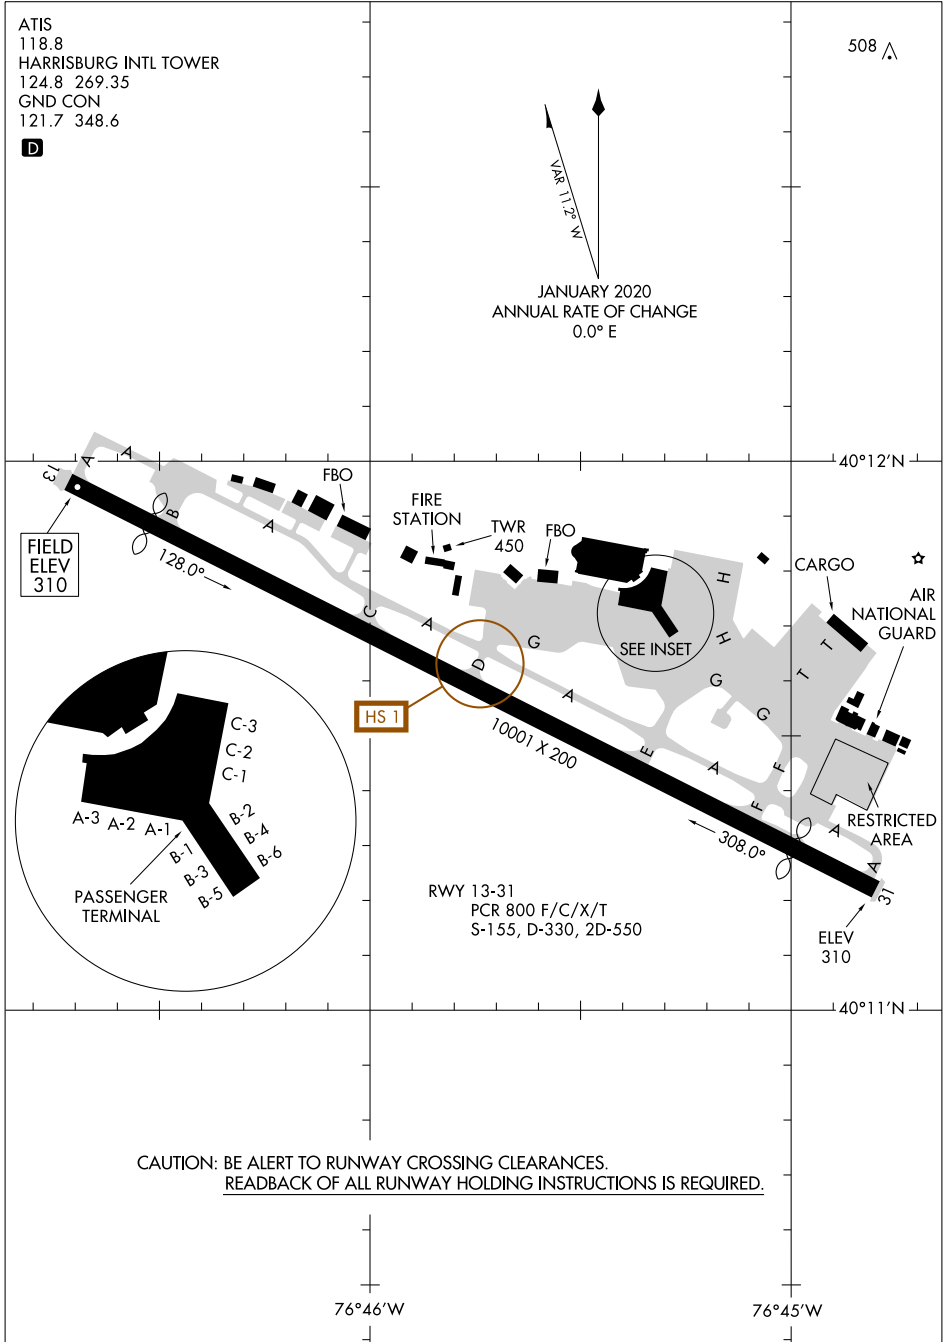 ATIS
118.8
HARRISBURG INTL TOWER
124.8 269.35
GND CON
121.7 348.6
D
508
VAR 11.2° W
JANUARY 2020
ANNUAL RATE OF CHANGE
0.0° E
40°12'N
13
A
A
B
A
FBO
FIRE
STATION
TWR
450
FBO
FIELD
ELEV
310
128.0°
C
A
D
G
SEE INSET
H
H
G
G
T
T
CARGO
AIR
NATIONAL
GUARD
HS 1
10001 X 200
A
E
A
F
F
A
A
RESTRICTED
AREA
308.0°
31
ELEV
310
C-3
C-2
C-1
A-3
A-2
A-1
B-2
B-4
B-6
B-1
B-3
B-5
PASSENGER
TERMINAL
RWY 13-31
PCR 800 F/C/X/T
S-155, D-330, 2D-550
40°11'N
CAUTION: BE ALERT TO RUNWAY CROSSING CLEARANCES.
READBACK OF ALL RUNWAY HOLDING INSTRUCTIONS IS REQUIRED.
76°46'W
76°45'W